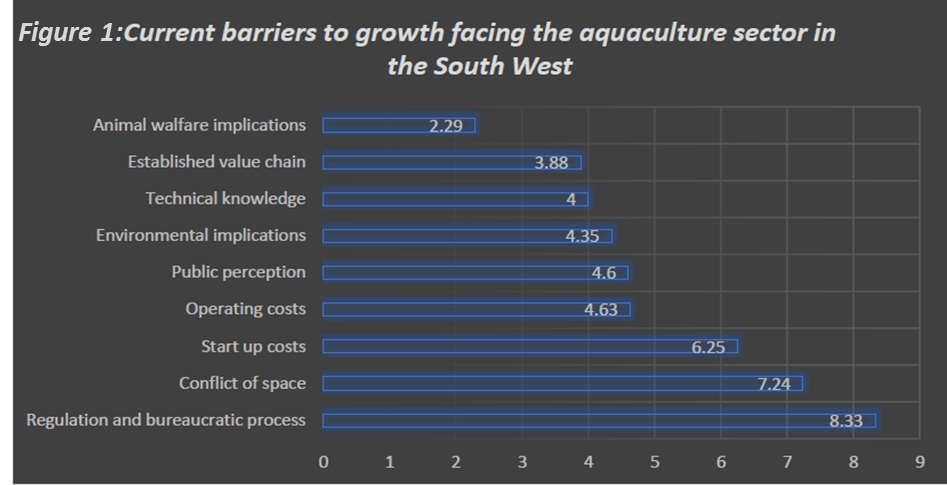 Figure 1:Current barriers to growth facing the aquaculture sector in
the South West
Animal walfare implications 2.29
Established value chain 3.88
Technical knowledge 4
Environmental implications 4.35
Public perception 4.6
Operating costs 4.63
Start up costs 6.25
Conflict of space 7.24
Regulation and bureaucratic process 8.33
0 1 2 3 4 5 6 7 8 9